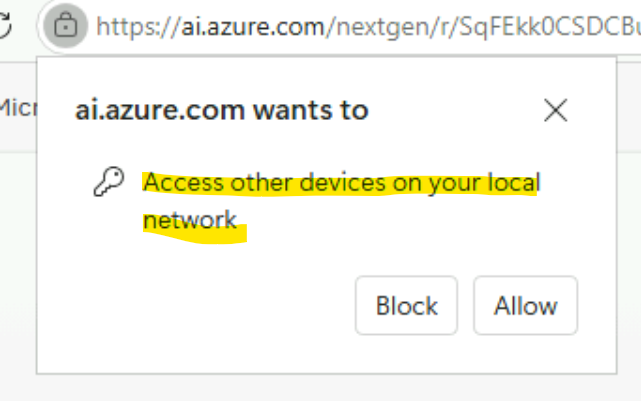 https://ai.azure.com/nextgen/r/SqFEkk0CSDCBu
Micr
ai.azure.com wants to
Access other devices on your local
network
Block
Allow